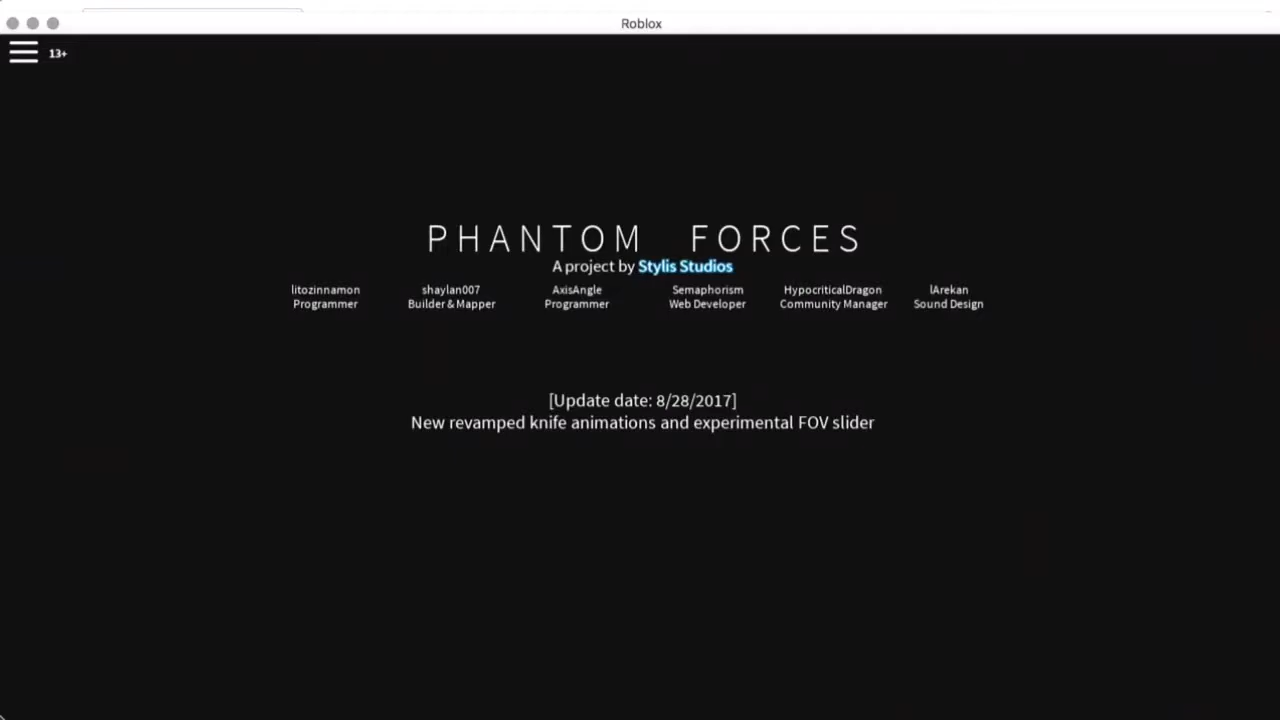 Roblox
13+
PHANTOM FORCES
A project by Stylis Studios
litozinnamon shaylan007 AxisAngle Semaphorism HypocriticalDragon lArekan
Programmer Builder & Mapper Programmer Web Developer Community Manager Sound Design
[Update date: 8/28/2017]
New revamped knife animations and experimental FOV slider